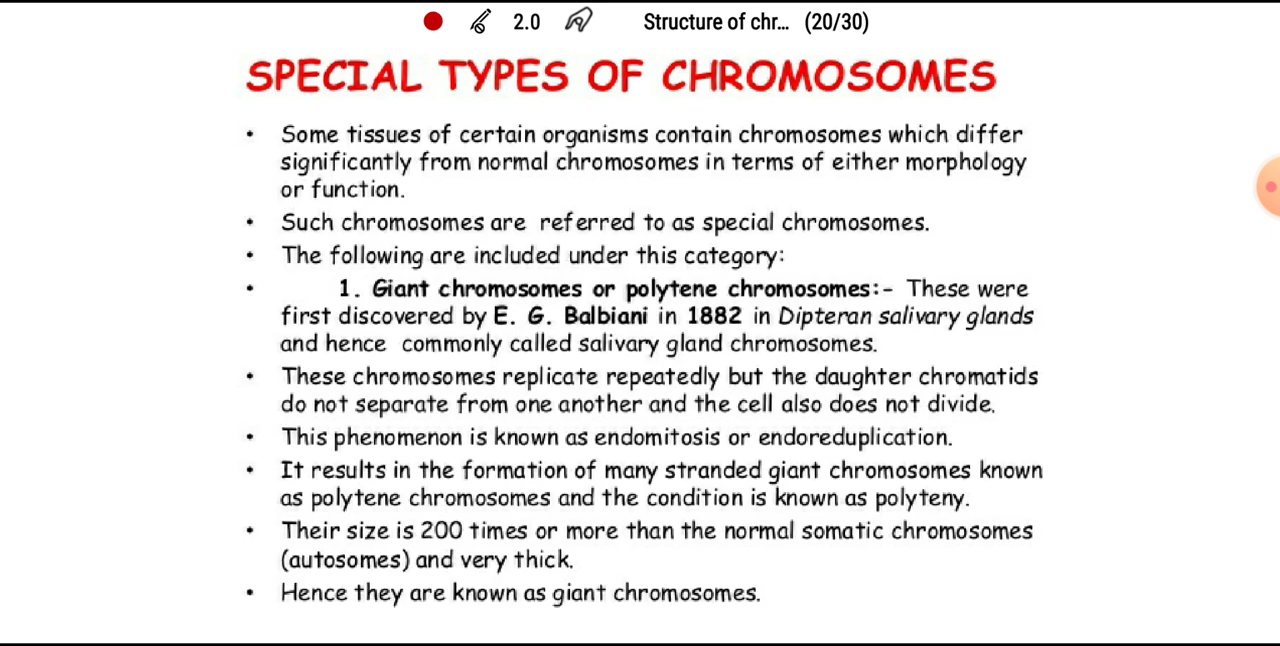 2.0 Structure of chr... (20/30)
SPECIAL TYPES OF CHROMOSOMES
• Some tissues of certain organisms contain chromosomes which differ
significantly from normal chromosomes in terms of either morphology
or function.
• Such chromosomes are referred to as special chromosomes.
• The following are included under this category:
• 1. Giant chromosomes or polytene chromosomes:- These were
first discovered by E. G. Balbiani in 1882 in Dipteran salivary glands
and hence commonly called salivary gland chromosomes.
• These chromosomes replicate repeatedly but the daughter chromatids
do not separate from one another and the cell also does not divide.
• This phenomenon is known as endomitosis or endoreduplication.
• It results in the formation of many stranded giant chromosomes known
as polytene chromosomes and the condition is known as polyteny.
• Their size is 200 times or more than the normal somatic chromosomes
(autosomes) and very thick.
• Hence they are known as giant chromosomes.